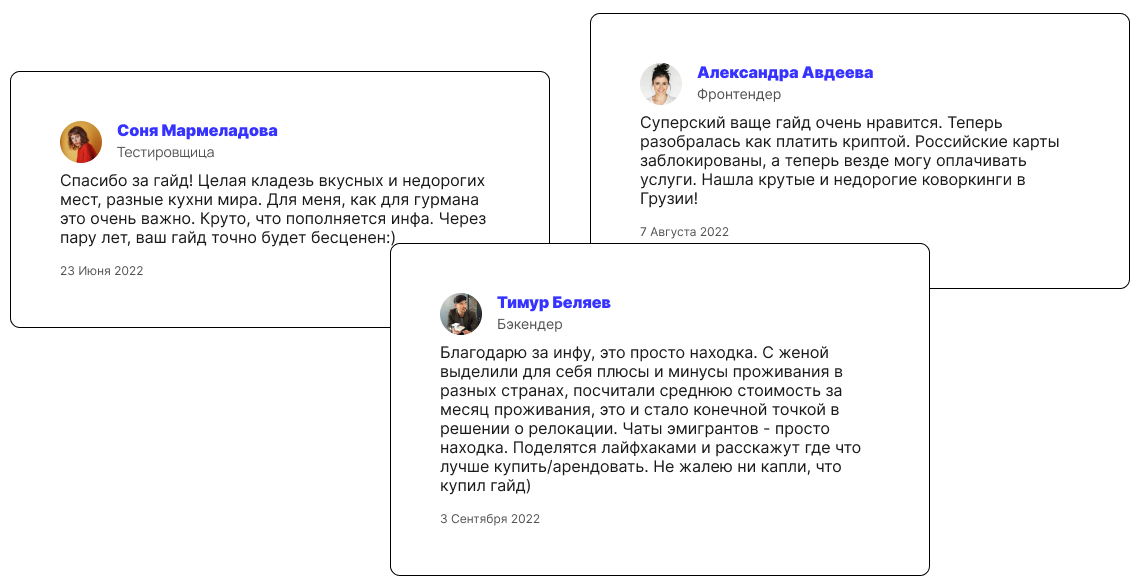 Соня Мармеладова
Тестировщица
Спасибо за гайд! Целая кладезь вкусных и недорогих
мест, разные кухни мира. Для меня, как для гурмана
это очень важно. Круто, что пополняется инфа. Через
пару лет, ваш гайд точно будет бесценен:)
23 Июня 2022
Александра Авдеева
Фронтендер
Суперский ваще гайд очень нравится. Теперь
разобралась как платить криптой. Российские карты
заблокированы, а теперь везде могу оплачивать
услуги. Нашла крутые и недорогие коворкинги в
Грузии!
7 Августа 2022
Тимур Беляев
Бэкендер
Благодарю за инфу, это просто находка. С женой
выделили для себя плюсы и минусы проживания в
разных странах, посчитали среднюю стоимость за
месяц проживания, это и стало конечной точкой в
решении о релокации. Чаты эмигрантов - просто
находка. Поделятся лайфхаками и расскажут где что
лучше купить/арендовать. Не жалею ни капли, что
купил гайд)
3 Сентября 2022